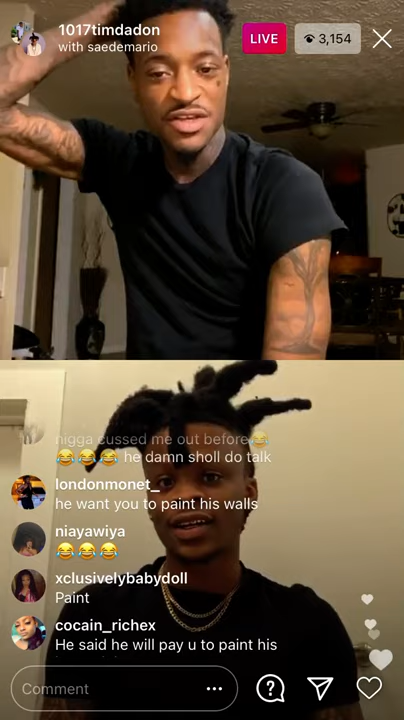 1017timdadon
with saedemario
LIVE
3,154
nigga cussed me out before😂
😂😂😂 he damn sholl do talk
londonmonet_
he want you to paint his walls
niayawiya
😂😂😂
xclusivelybabydoll
Paint
cocain_richex
He said he will pay u to paint his
Comment